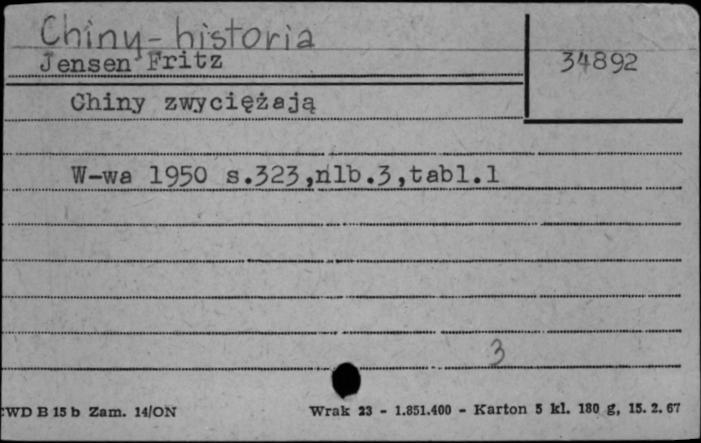 Chiny - historia
Jensen Fritz
34892
Chiny zwyciężają
W-wa 1950 s.323,nlb.3,tabl.1
3
CWD B 15 b Zam. 14/ON
Wrak 23 - 1.851.400 - Karton 5 kl. 180 g, 15. 2. 67